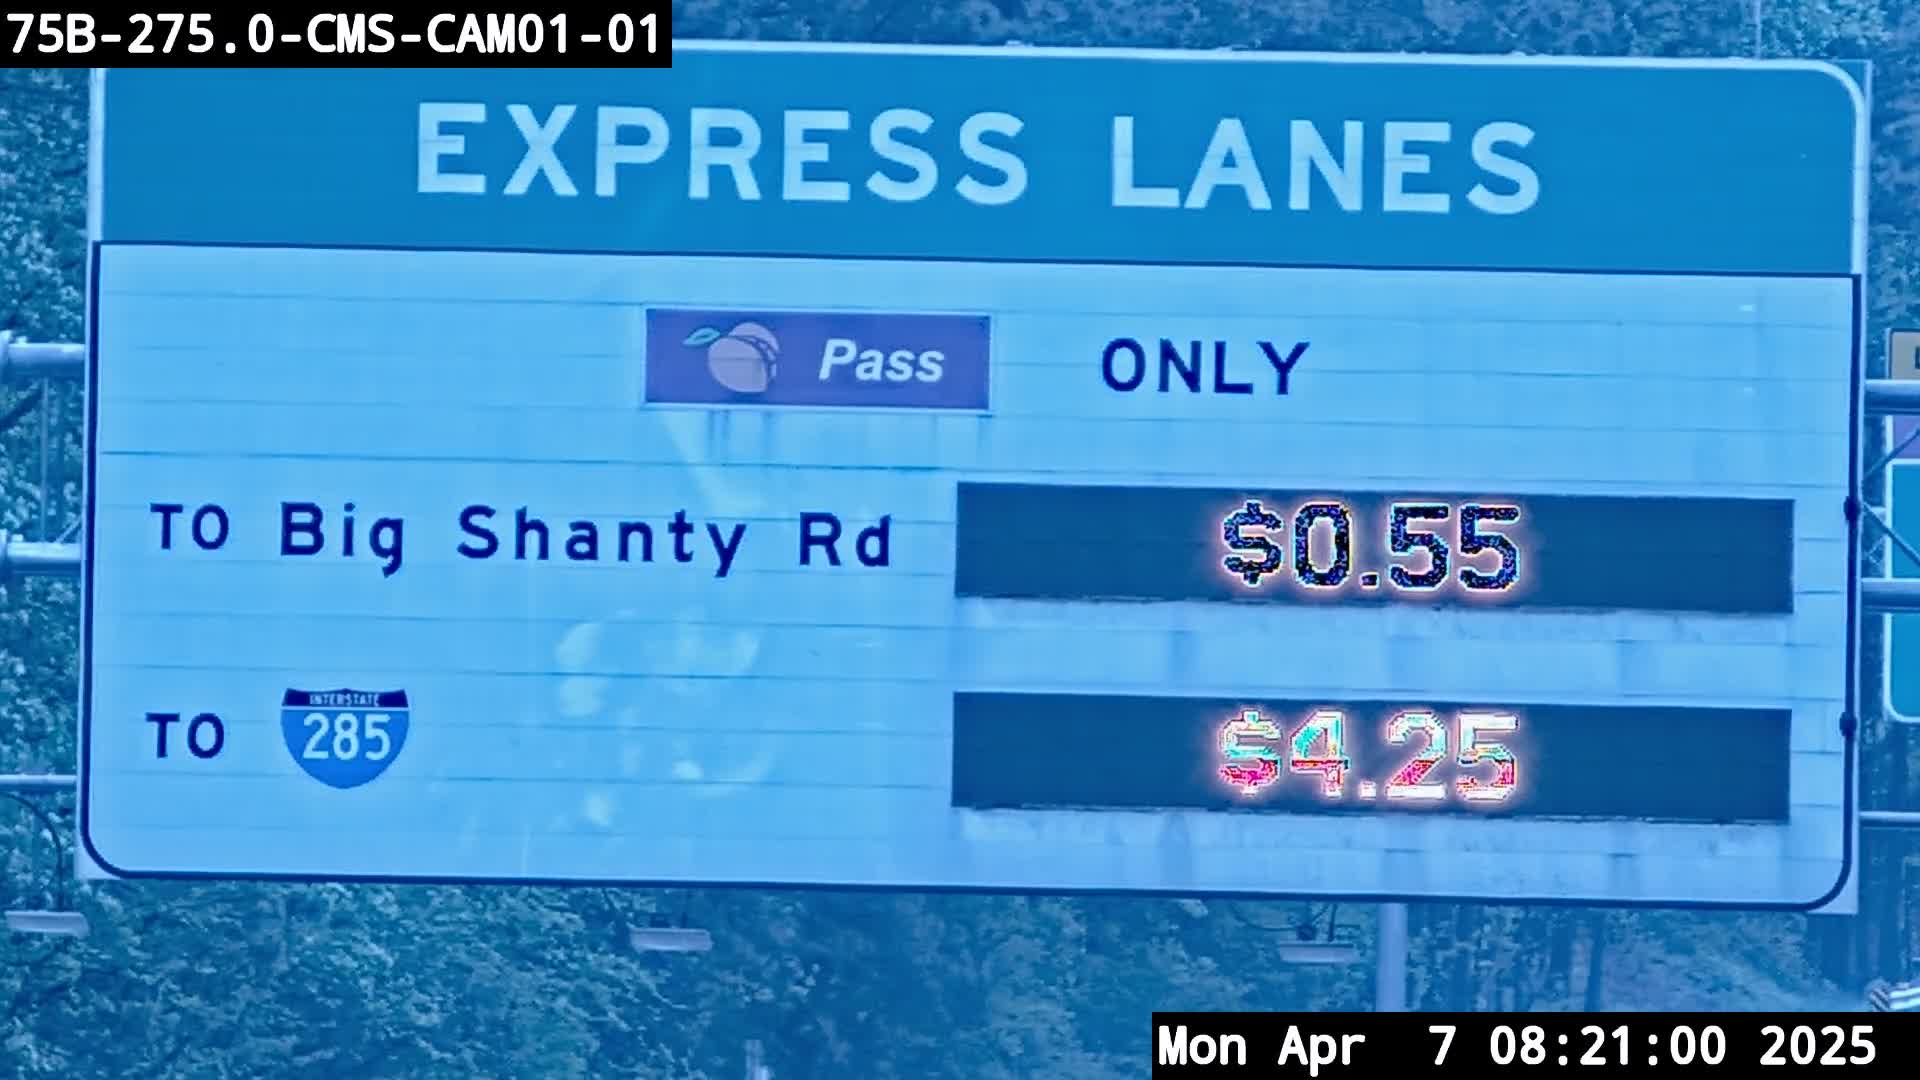 75B-275.0-CMS-CAM01-01
EXPRESS LANES
Pass ONLY
TO Big Shanty Rd $0.55
TO INTERSTATE 285 $4.25
Mon Apr 7 08:21:00 2025